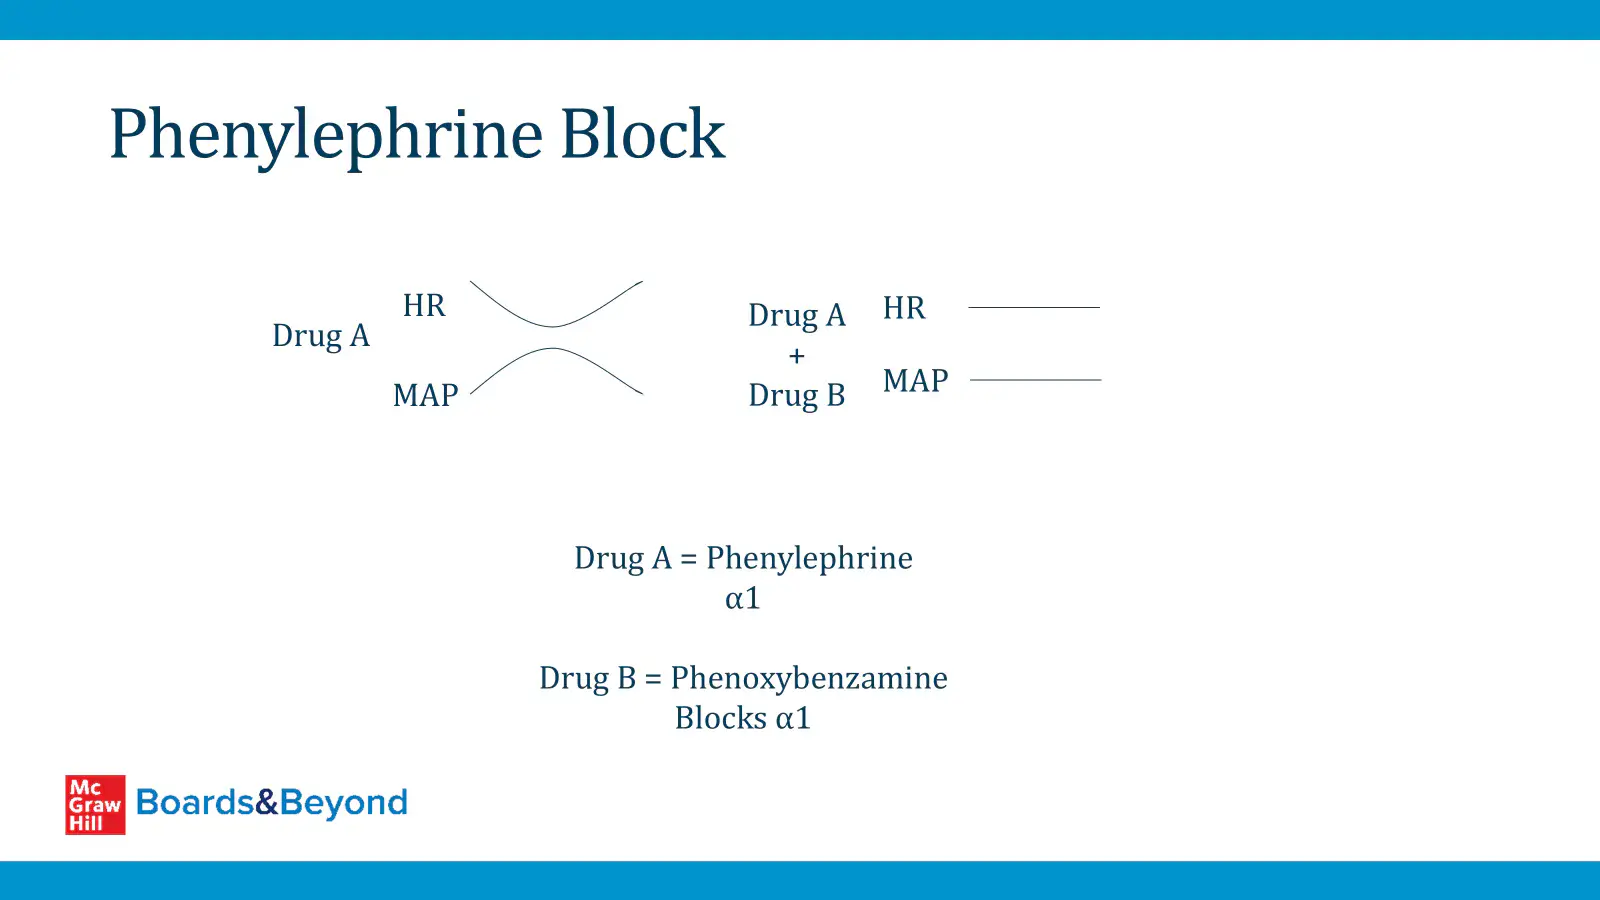 Phenylephrine Block
HR
Drug A
MAP
Drug A
+
Drug B
HR
MAP
Drug A = Phenylephrine
α1
Drug B = Phenoxybenzamine
Blocks α1
Mc
Graw
Hill
Boards&Beyond